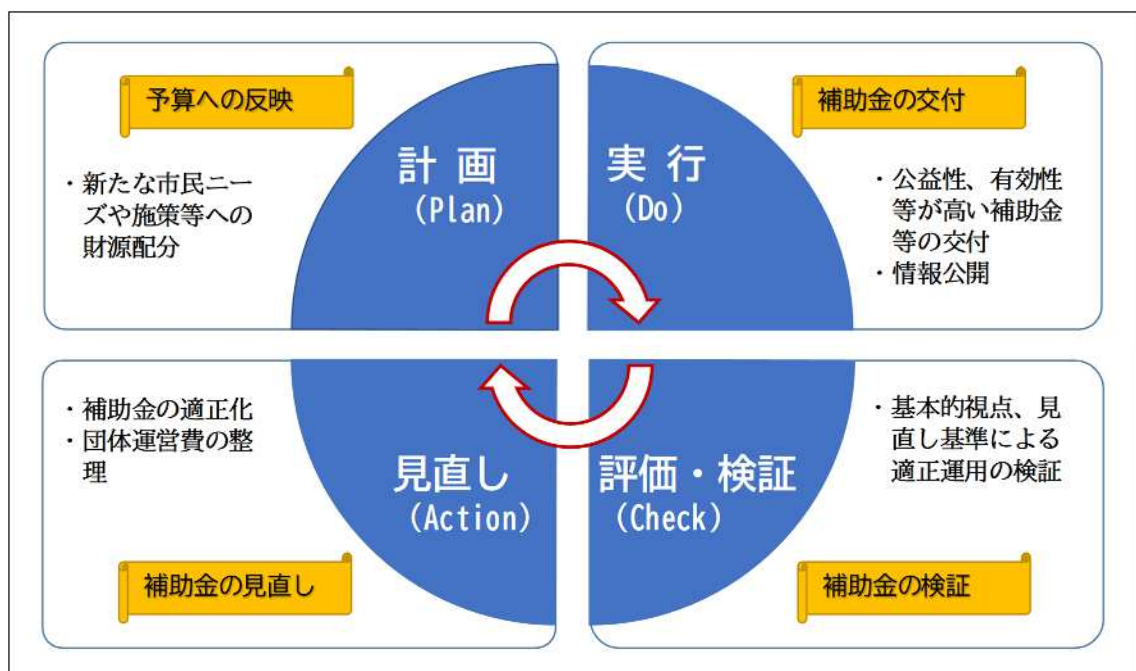 予算への反映
・新たな市民ニー
ズや施策等への
財源配分
計 画
(Plan)
実 行
(Do)
補助金の交付
・公益性、有効性
等が高い補助金
等の交付
・情報公開
・補助金の適正化
・団体運営費の整
理
見直し
(Action)
補助金の見直し
評価・検証
(Check)
・基本的視点、見
直し基準による
適正運用の検証
補助金の検証